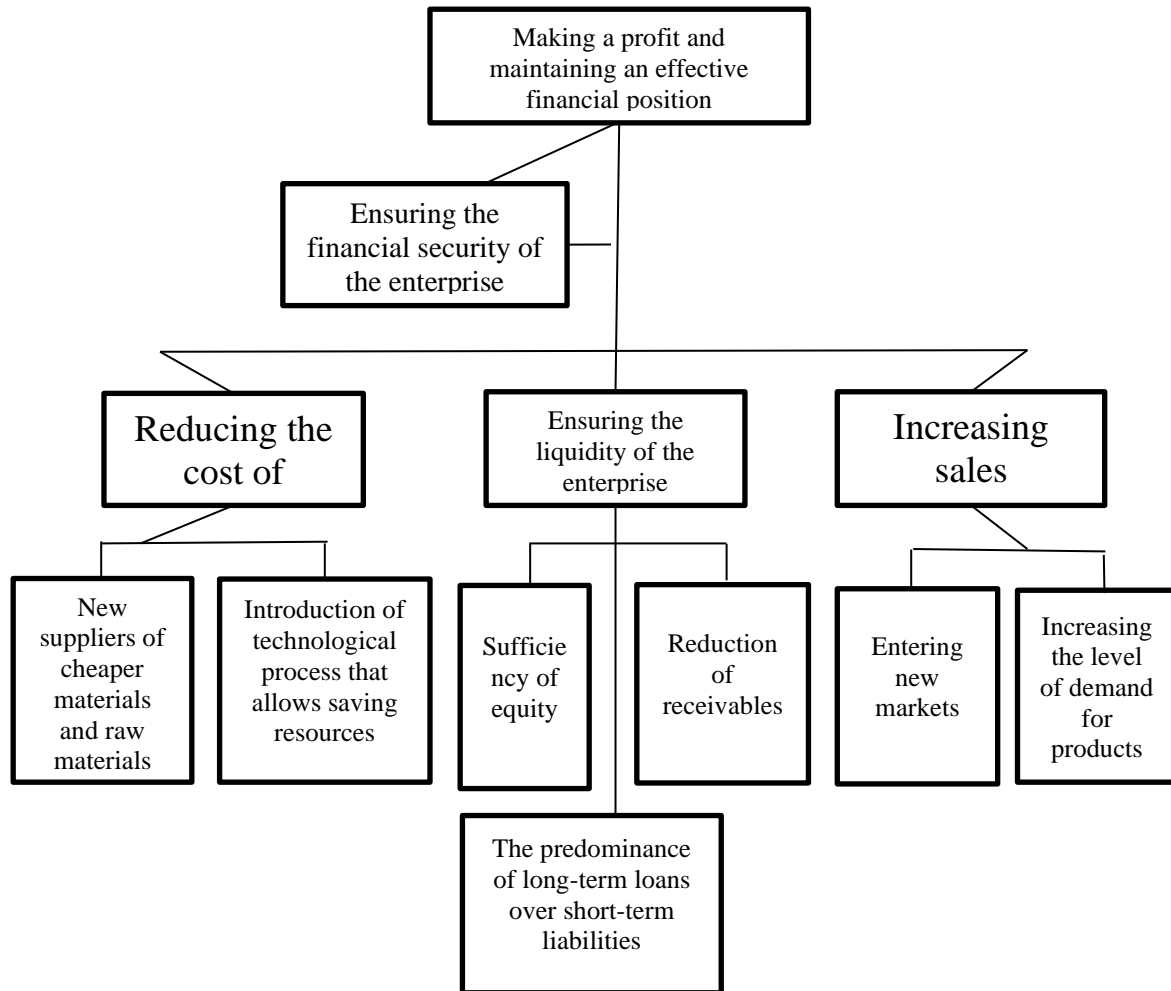 Making a profit and
maintaining an effective
financial position
Ensuring the
financial security of
the enterprise
Reducing the
cost of
Ensuring the
liquidity of the
enterprise
Increasing
sales
New
suppliers of
cheaper
materials
and raw
materials
Introduction of
technological
process that
allows saving
resources
Sufficie
ncy of
equity
Reduction
of
receivables
Entering
new
markets
Increasing
the level
of demand
for
products
The predominance
of long-term loans
over short-term
liabilities